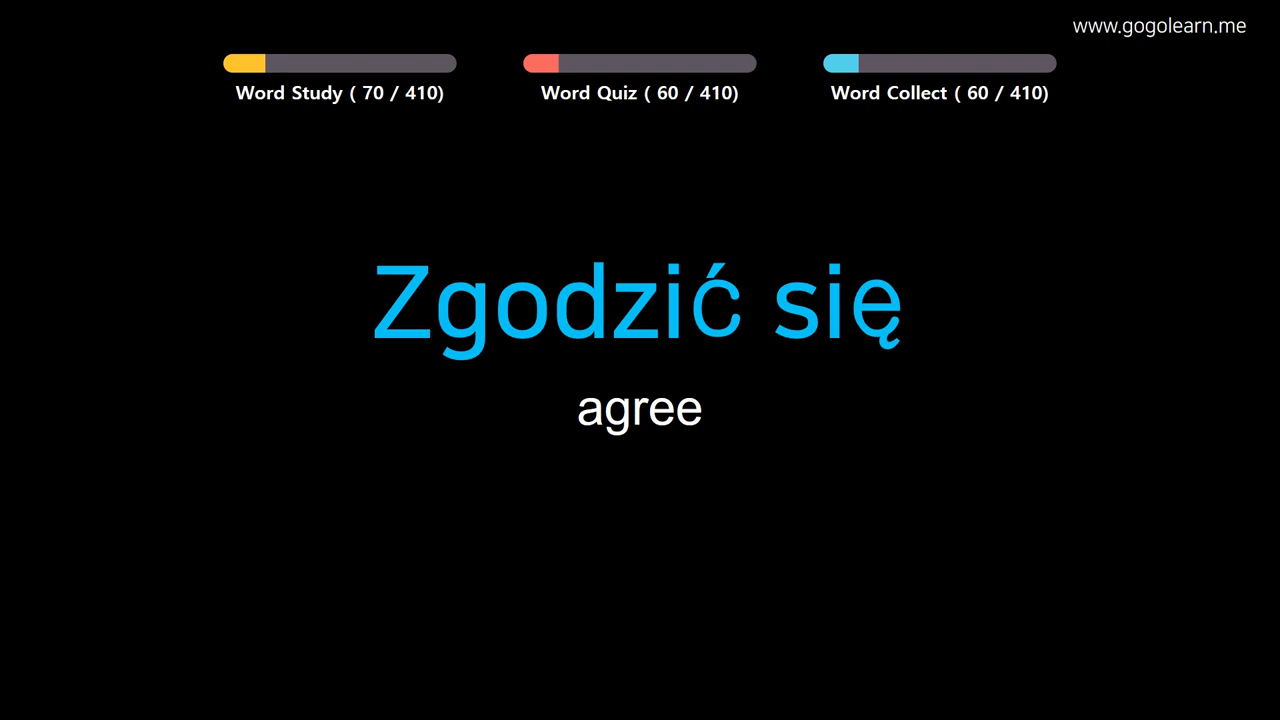 www.gogolearn.me
Word Study ( 70 / 410)
Word Quiz ( 60 / 410)
Word Collect ( 60 / 410)
Zgodzić się
agree